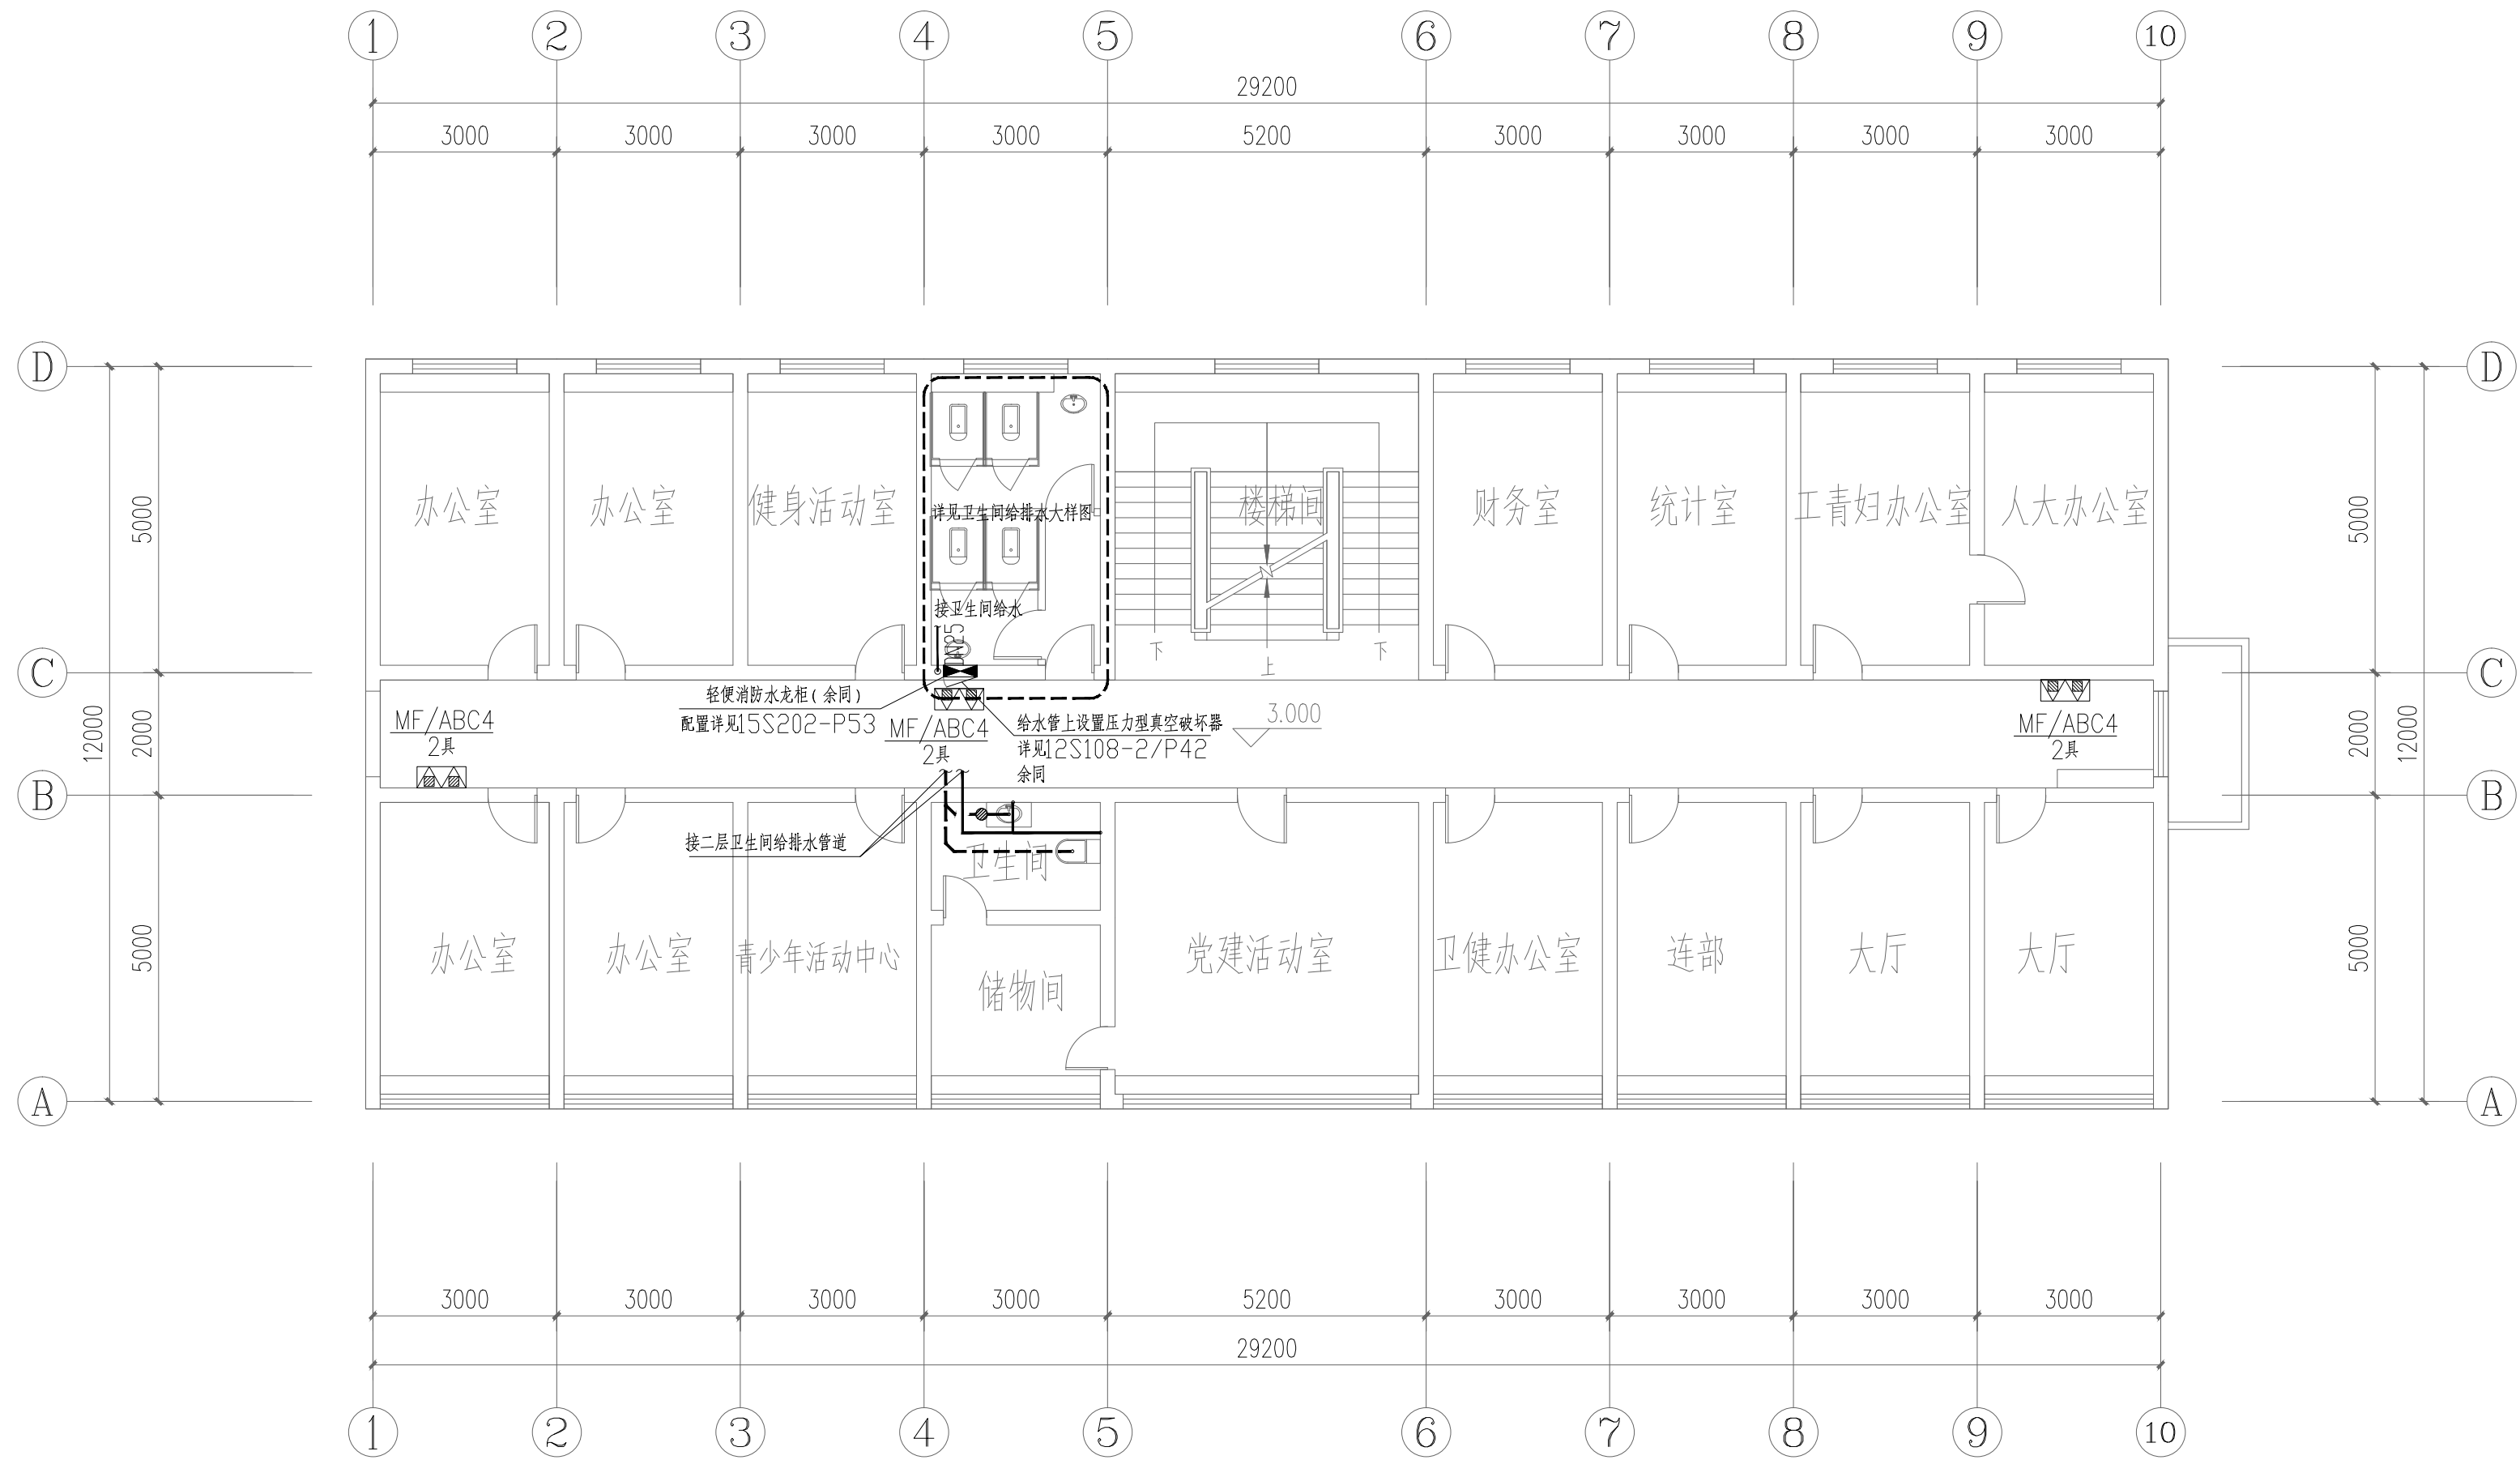 1 2 3 4 5 6 7 8 9 10
29200
3000 3000 3000 3000 5200 3000 3000 3000 3000
D D
办公室 办公室 健身活动室 楼梯间 财务室 统计室 工青妇办公室 人大办公室
详见卫生间给排水大样图
5000 5000
接卫生间给水
下 上 下
C C
轻便消防水龙柜(余同)
配置详见15S202-P53
MF/ABC4
2具
MF/ABC4
2具
给水管上设置压力型真空破坏器
详见12S108-2/P42
余同
3.000
MF/ABC4
2具
12000 2000 2000 12000
B B
接二层卫生间给排水管道
卫生间
办公室 办公室 青少年活动中心 储物间 党建活动室 卫健办公室 连部 大厅 大厅
5000 5000
A A
3000 3000 3000 3000 5200 3000 3000 3000 3000
29200
1 2 3 4 5 6 7 8 9 10